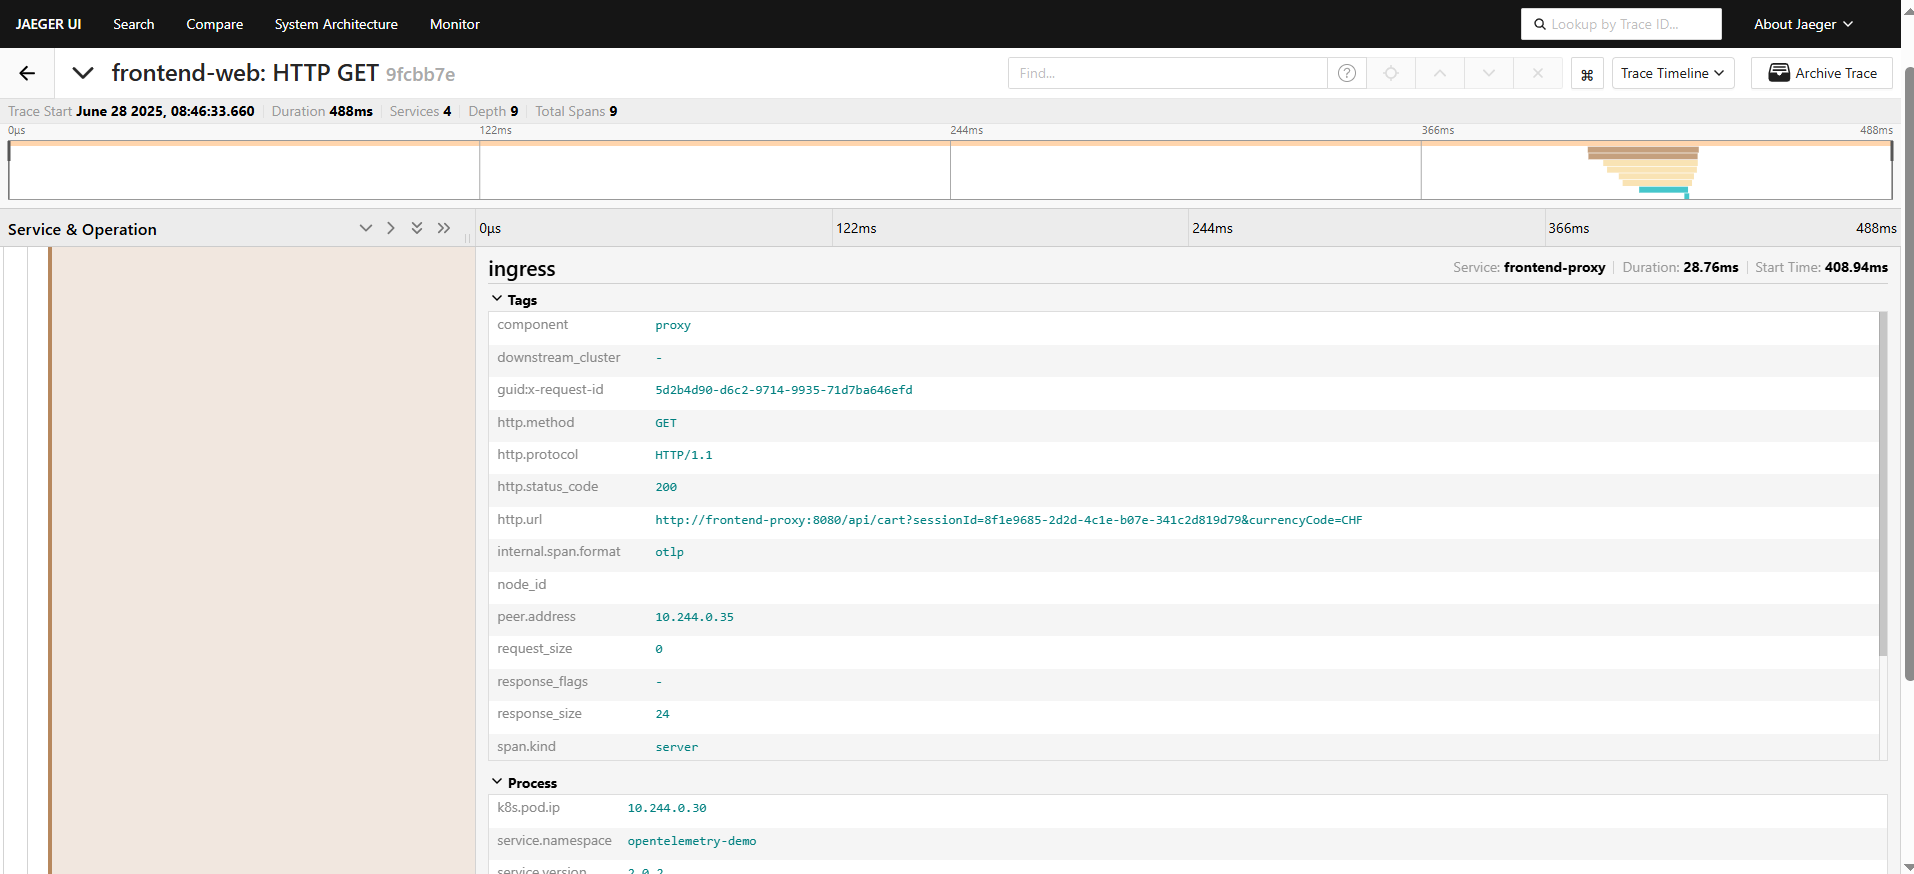 JAEGER UI Search Compare System Architecture Monitor Lookup by Trace ID... About Jaeger
frontend-web: HTTP GET 9fcbb7e Find... ? ⌘ Trace Timeline Archive Trace
Trace Start June 28 2025, 08:46:33.660 Duration 488ms Services 4 Depth 9 Total Spans 9
0μs 122ms 244ms 366ms 488ms
Service & Operation 0μs 122ms 244ms 366ms 488ms
ingress Service: frontend-proxy Duration: 28.76ms Start Time: 408.94ms
Tags
component proxy
downstream_cluster -
guid:x-request-id 5d2b4d90-d6c2-9714-9935-71d7ba646efd
http.method GET
http.protocol HTTP/1.1
http.status_code 200
http.url http://frontend-proxy:8080/api/cart?sessionId=8f1e9685-2d2d-4c1e-b07e-341c2d819d79&currencyCode=CHF
internal.span.format otlp
node_id
peer.address 10.244.0.35
request_size 0
response_flags -
response_size 24
span.kind server
Process
k8s.pod.ip 10.244.0.30
service.namespace opentelemetry-demo
service.version 2.0.2